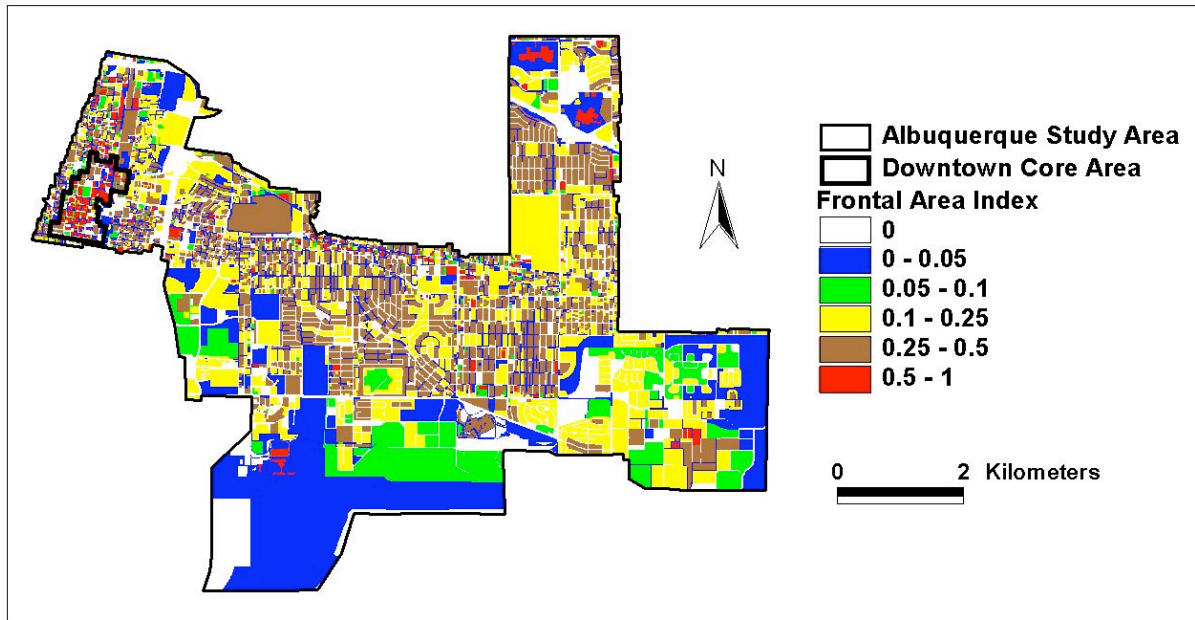 N
Albuquerque Study Area
Downtown Core Area
Frontal Area Index
0
0 - 0.05
0.05 - 0.1
0.1 - 0.25
0.25 - 0.5
0.5 - 1
0 2 Kilometers